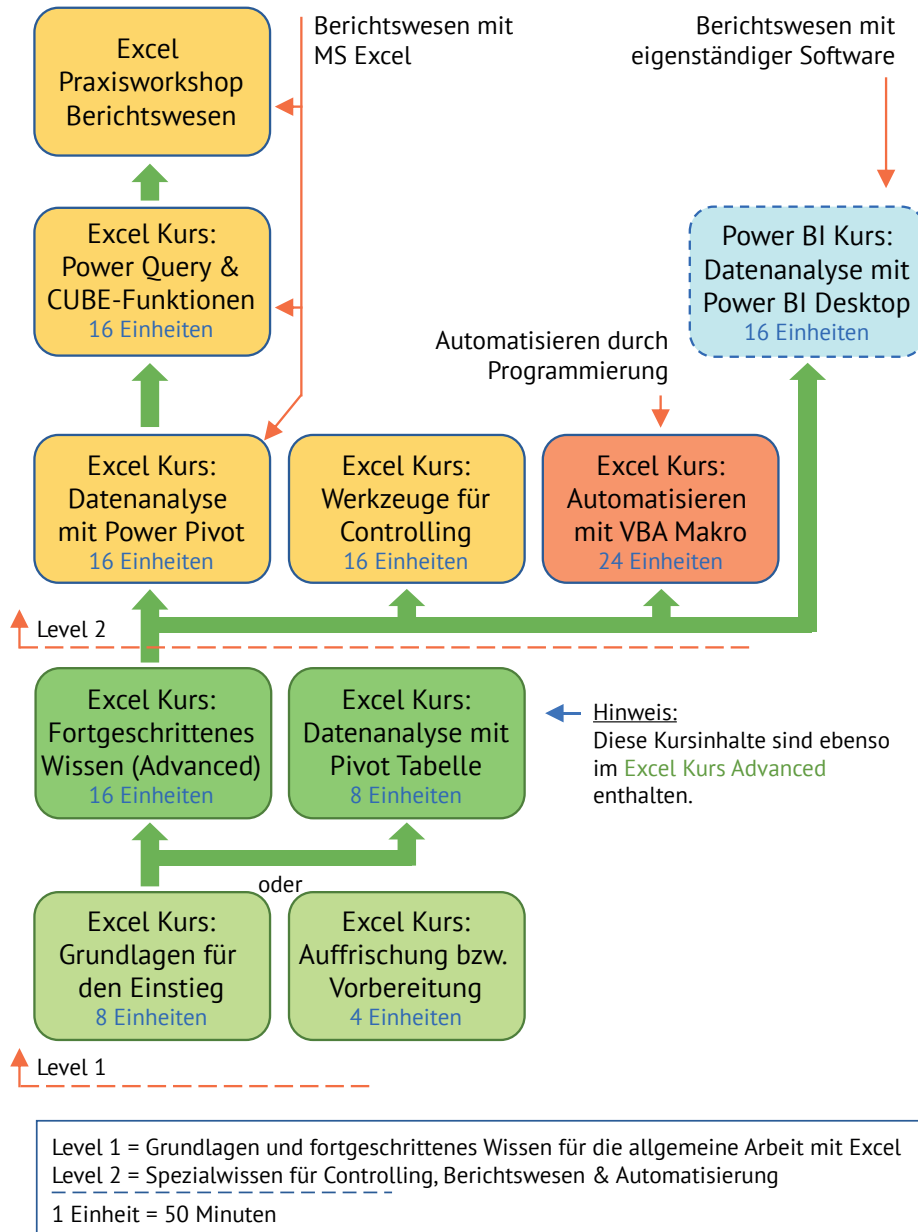 Berichtswesen mit
MS Excel
Berichtswesen mit
eigenständiger Software
Excel
Praxisworkshop
Berichtswesen
Excel Kurs:
Power Query &
CUBE-Funktionen
16 Einheiten
Power BI Kurs:
Datenanalyse mit
Power BI Desktop
16 Einheiten
Automatisieren durch
Programmierung
Excel Kurs:
Datenanalyse
mit Power Pivot
16 Einheiten
Excel Kurs:
Werkzeuge für
Controlling
16 Einheiten
Excel Kurs:
Automatisieren
mit VBA Makro
24 Einheiten
Level 2
Excel Kurs:
Fortgeschrittenes
Wissen (Advanced)
16 Einheiten
Excel Kurs:
Datenanalyse mit
Pivot Tabelle
8 Einheiten
Hinweis:
Diese Kursinhalte sind ebenso
im Excel Kurs Advanced
enthalten.
oder
Excel Kurs:
Grundlagen für
den Einstieg
8 Einheiten
Excel Kurs:
Auffrischung bzw.
Vorbereitung
4 Einheiten
Level 1
Level 1 = Grundlagen und fortgeschrittenes Wissen für die allgemeine Arbeit mit Excel
Level 2 = Spezialwissen für Controlling, Berichtswesen & Automatisierung
1 Einheit = 50 Minuten